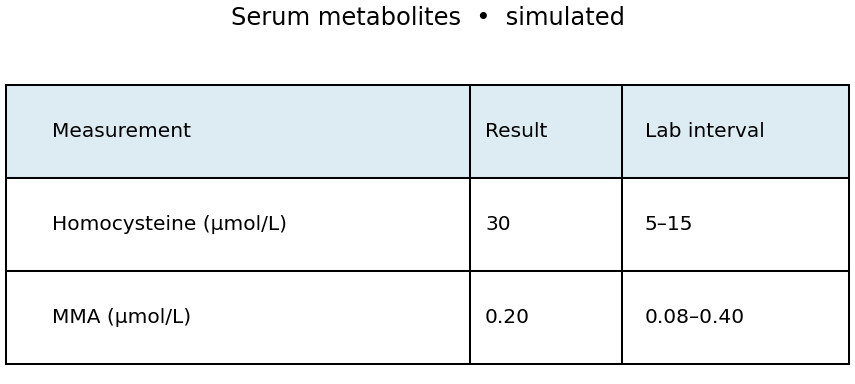 Serum metabolites • simulated
Measurement Result Lab interval
Homocysteine (µmol/L) 30 5–15
MMA (µmol/L) 0.20 0.08–0.40